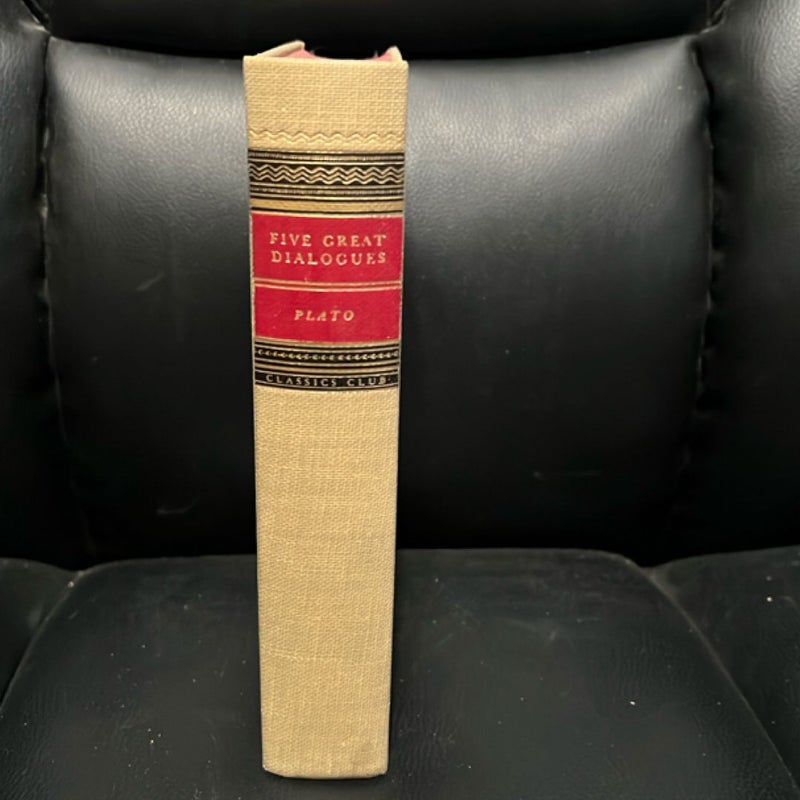 FIVE GREAT
DIALOGUES
PLATO
CLASSICS CLUB